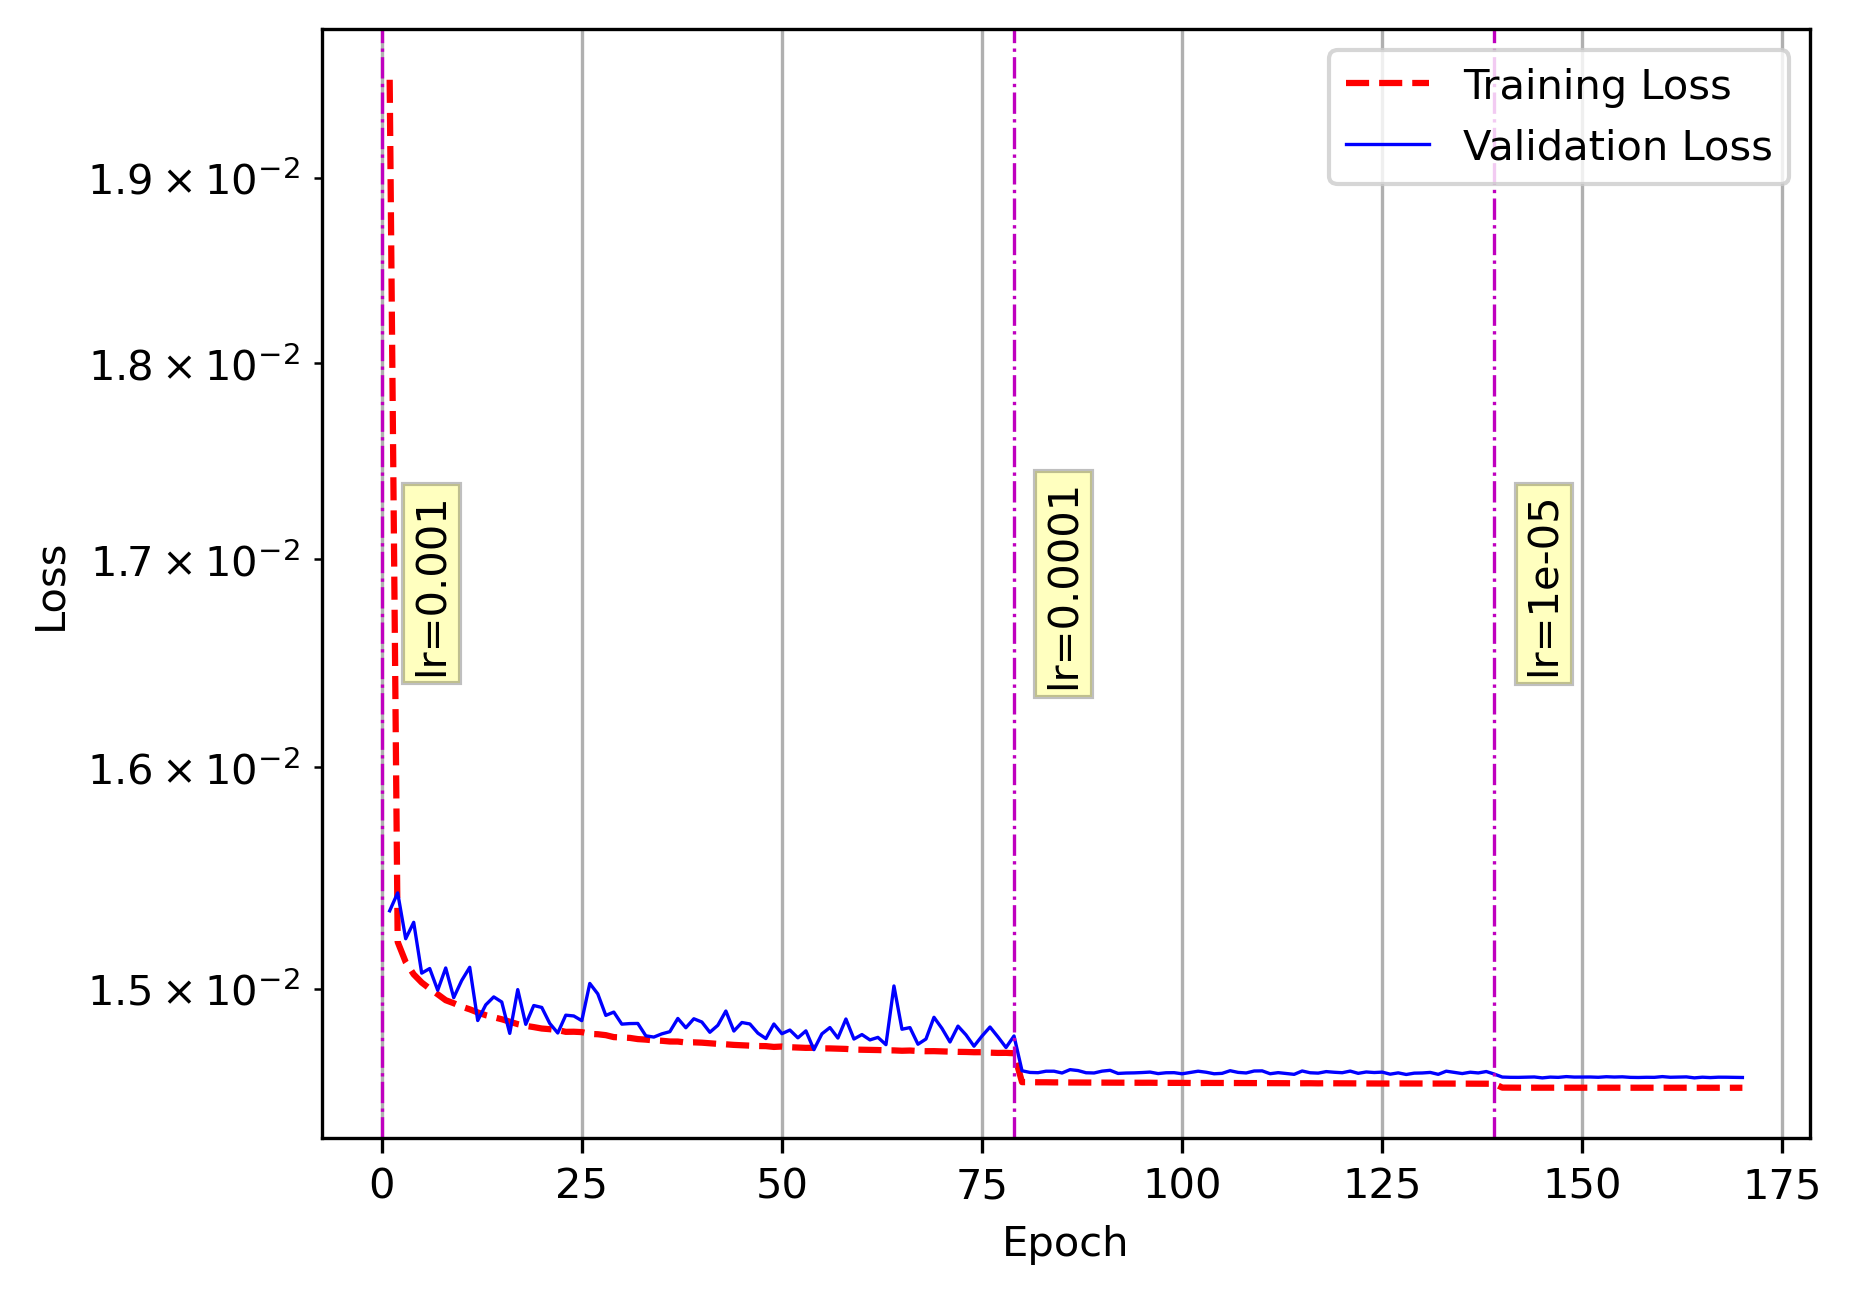 Training Loss
Validation Loss
1.9 × 10⁻²
1.8 × 10⁻²
1.7 × 10⁻²
1.6 × 10⁻²
1.5 × 10⁻²
Loss
lr=0.001
lr=0.0001
lr=1e-05
0 25 50 75 100 125 150 175
Epoch